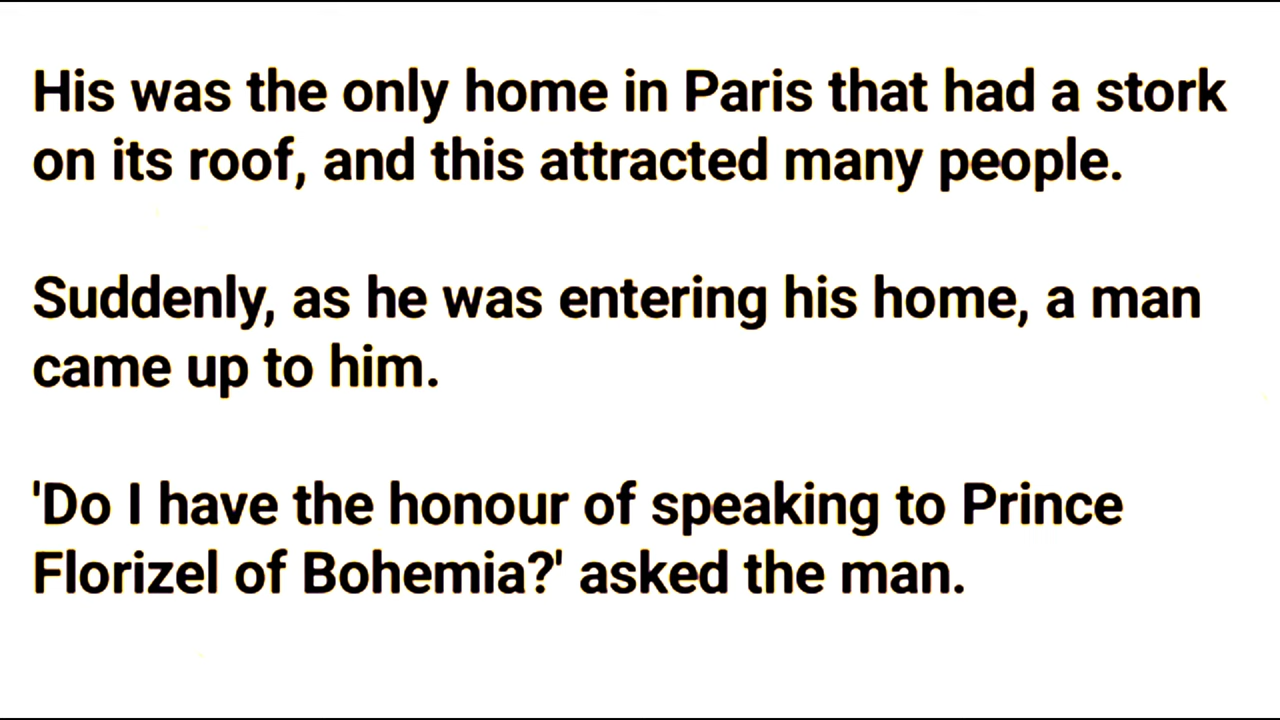 His was the only home in Paris that had a stork
on its roof, and this attracted many people.
Suddenly, as he was entering his home, a man
came up to him.
'Do I have the honour of speaking to Prince
Florizel of Bohemia?' asked the man.